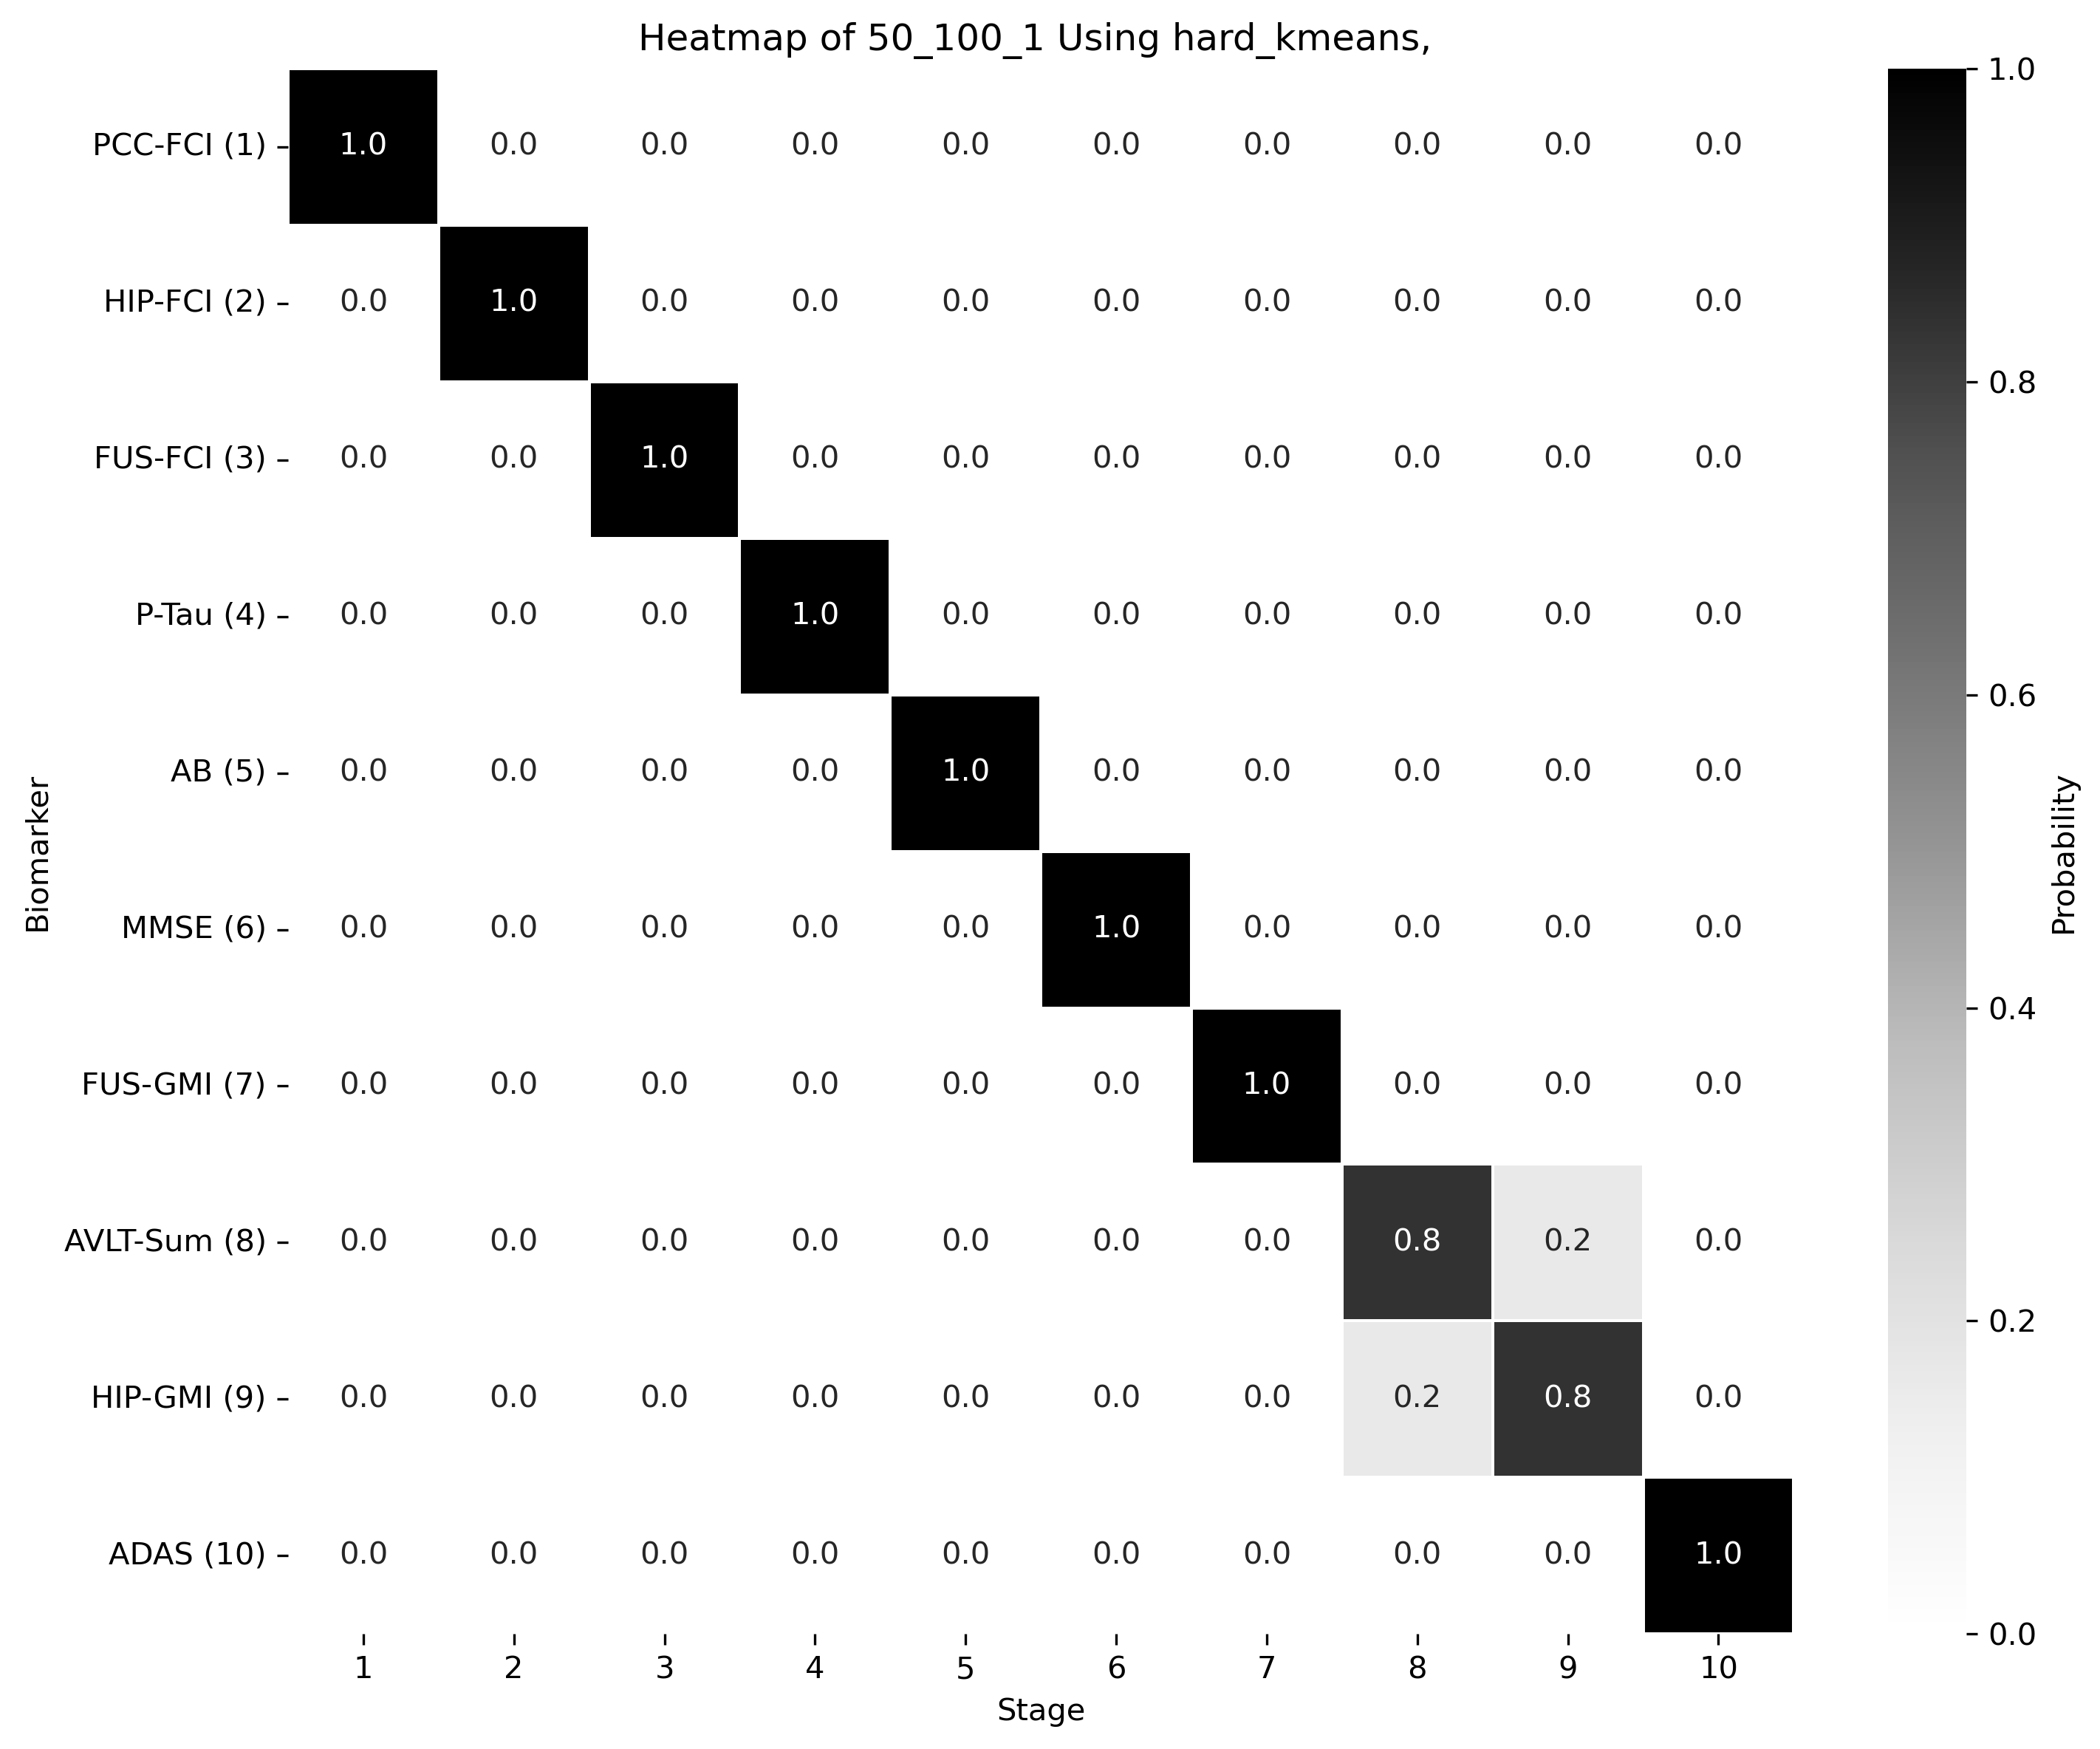 Heatmap of 50_100_1 Using hard_kmeans,
PCC-FCI (1) 1.0 0.0 0.0 0.0 0.0 0.0 0.0 0.0 0.0 0.0
HIP-FCI (2) 0.0 1.0 0.0 0.0 0.0 0.0 0.0 0.0 0.0 0.0
FUS-FCI (3) 0.0 0.0 1.0 0.0 0.0 0.0 0.0 0.0 0.0 0.0
P-Tau (4) 0.0 0.0 0.0 1.0 0.0 0.0 0.0 0.0 0.0 0.0
AB (5) 0.0 0.0 0.0 0.0 1.0 0.0 0.0 0.0 0.0 0.0
MMSE (6) 0.0 0.0 0.0 0.0 0.0 1.0 0.0 0.0 0.0 0.0
FUS-GMI (7) 0.0 0.0 0.0 0.0 0.0 0.0 1.0 0.0 0.0 0.0
AVLT-Sum (8) 0.0 0.0 0.0 0.0 0.0 0.0 0.0 0.8 0.2 0.0
HIP-GMI (9) 0.0 0.0 0.0 0.0 0.0 0.0 0.0 0.2 0.8 0.0
ADAS (10) 0.0 0.0 0.0 0.0 0.0 0.0 0.0 0.0 0.0 1.0
1 2 3 4 5 6 7 8 9 10
Stage
Biomarker
1.0
0.8
0.6
0.4
0.2
0.0
Probability